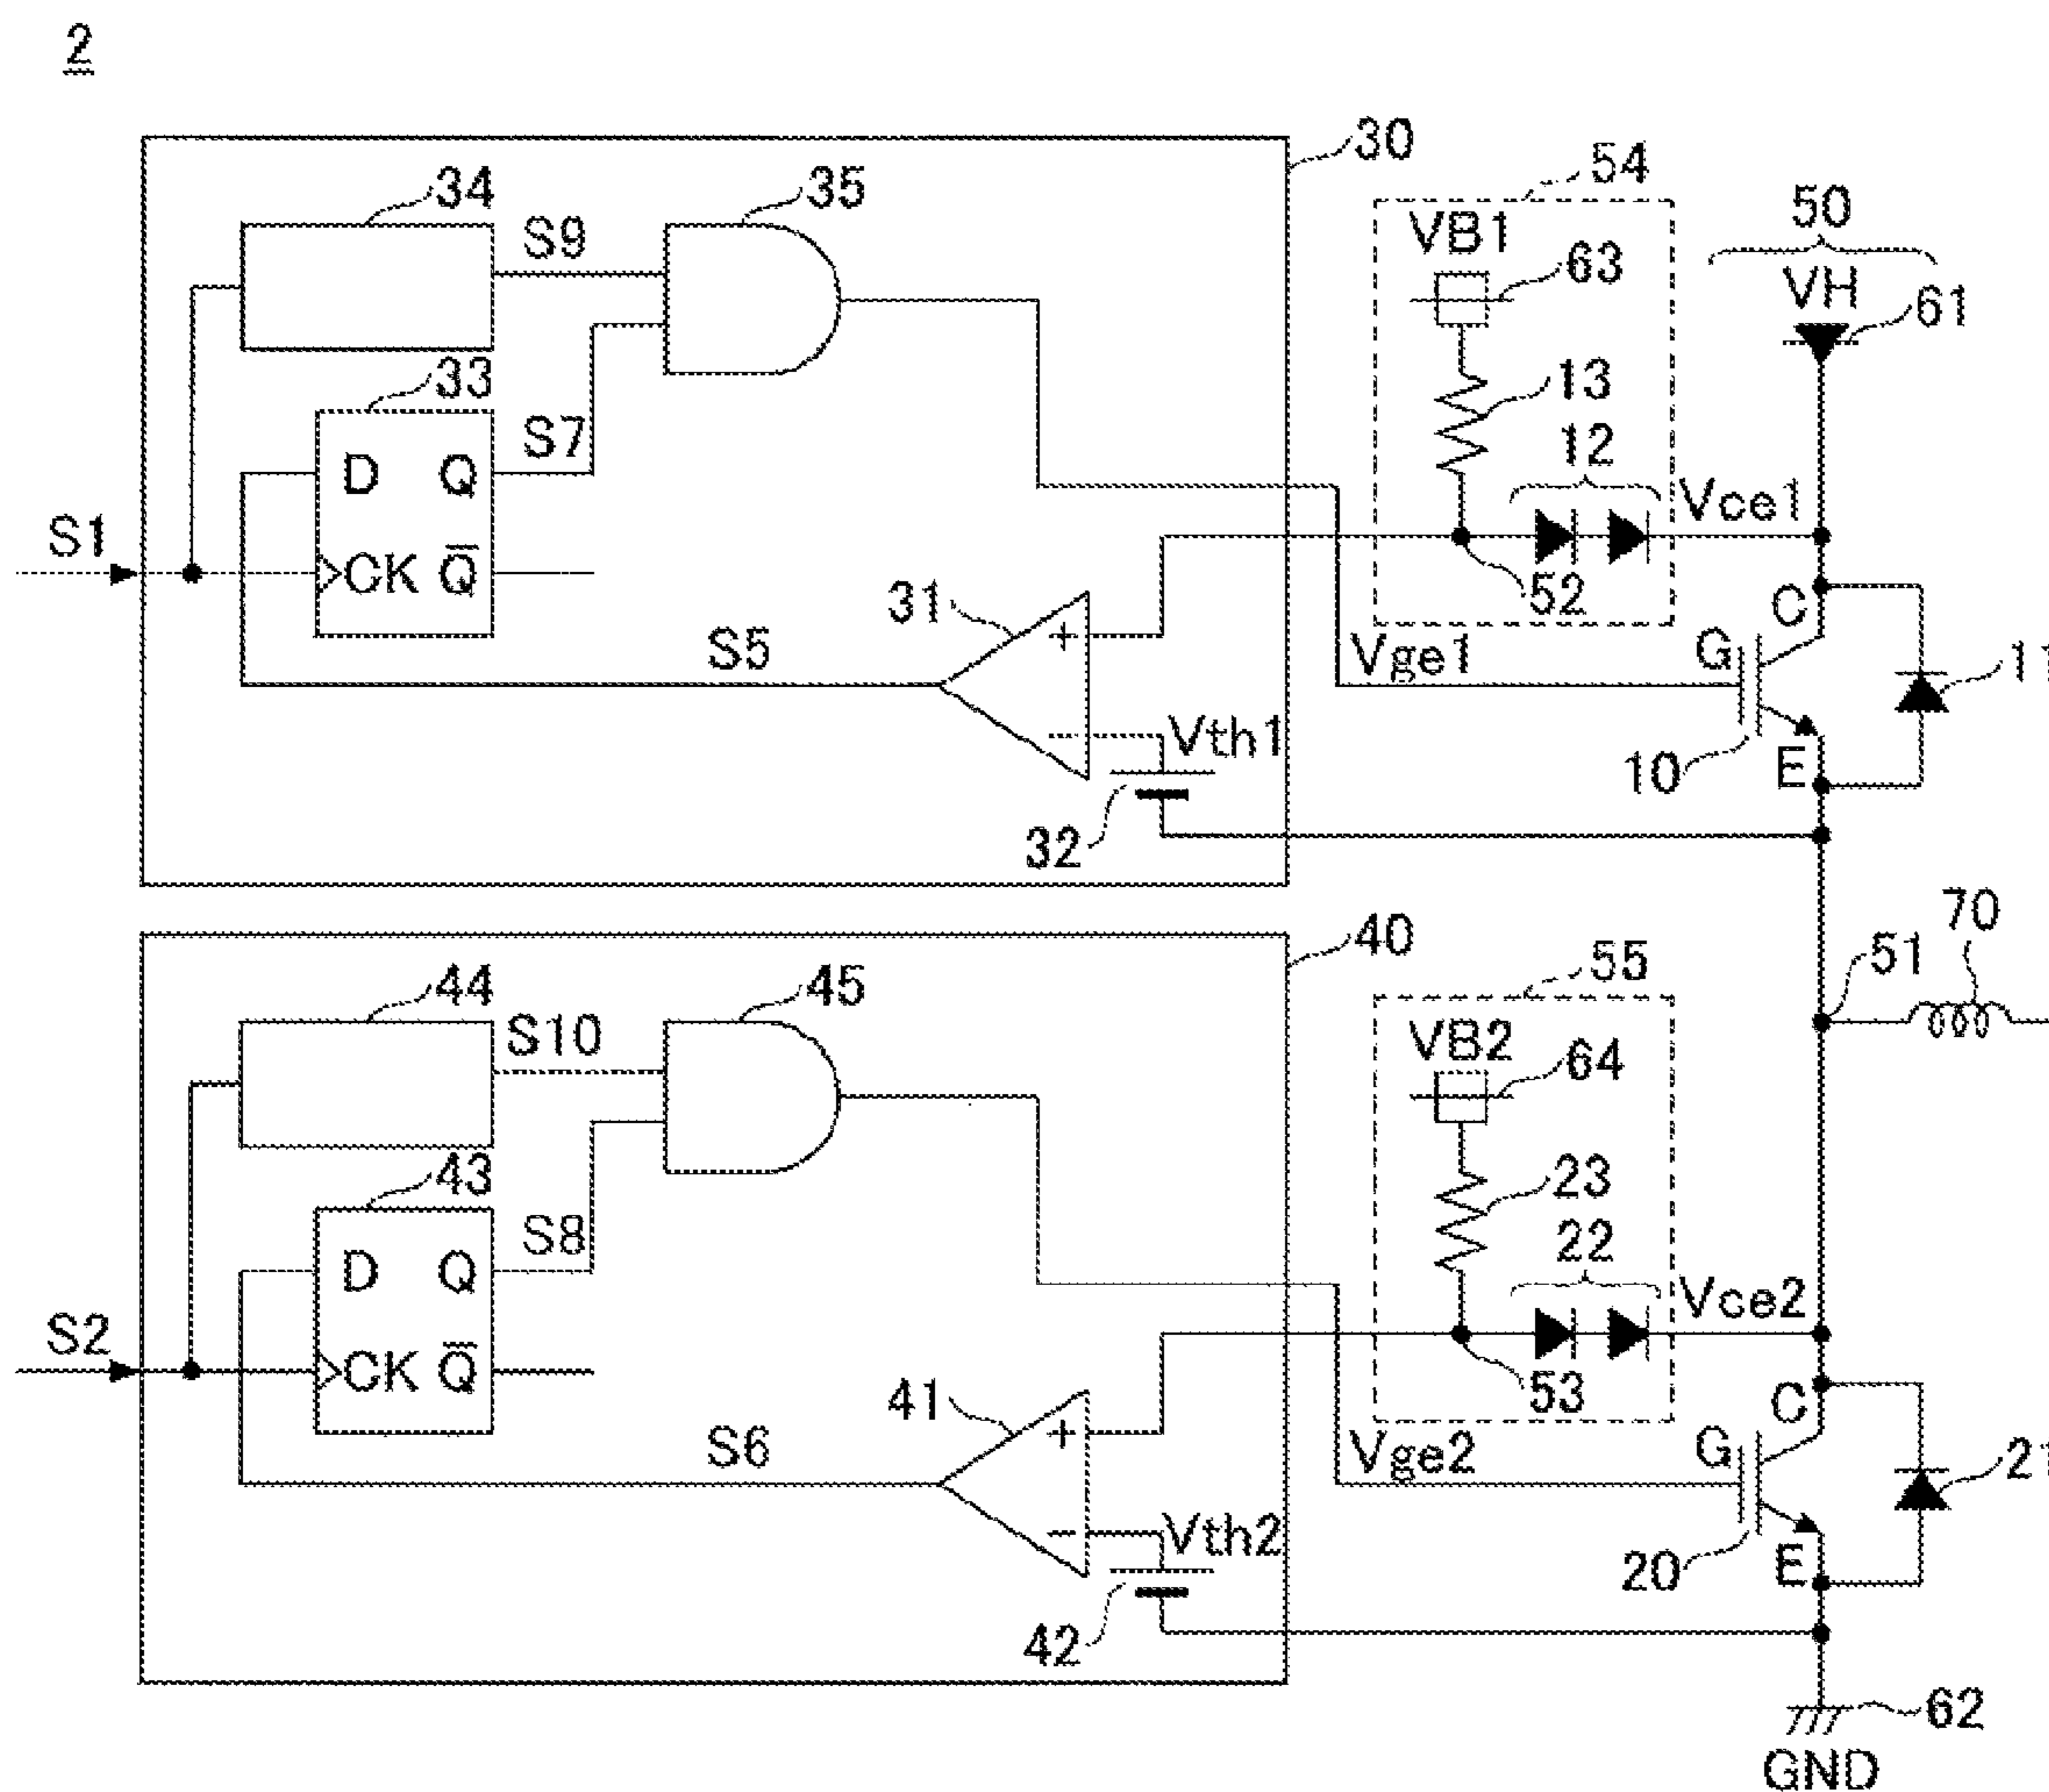 2
30
34
S9
35
54
VB1
63
50
VH
61
33
D Q
S7
13
12
Vce1
S1
CK Q̅
52
31
+
S5
Vge1
C
G
11
−
Vth1
10
E
32
40
44
S10
45
55
VB2
64
51
70
43
D Q
S8
23
22
Vce2
S2
CK Q̅
53
41
+
S6
Vge2
C
G
21
−
Vth2
20
E
42
62
GND